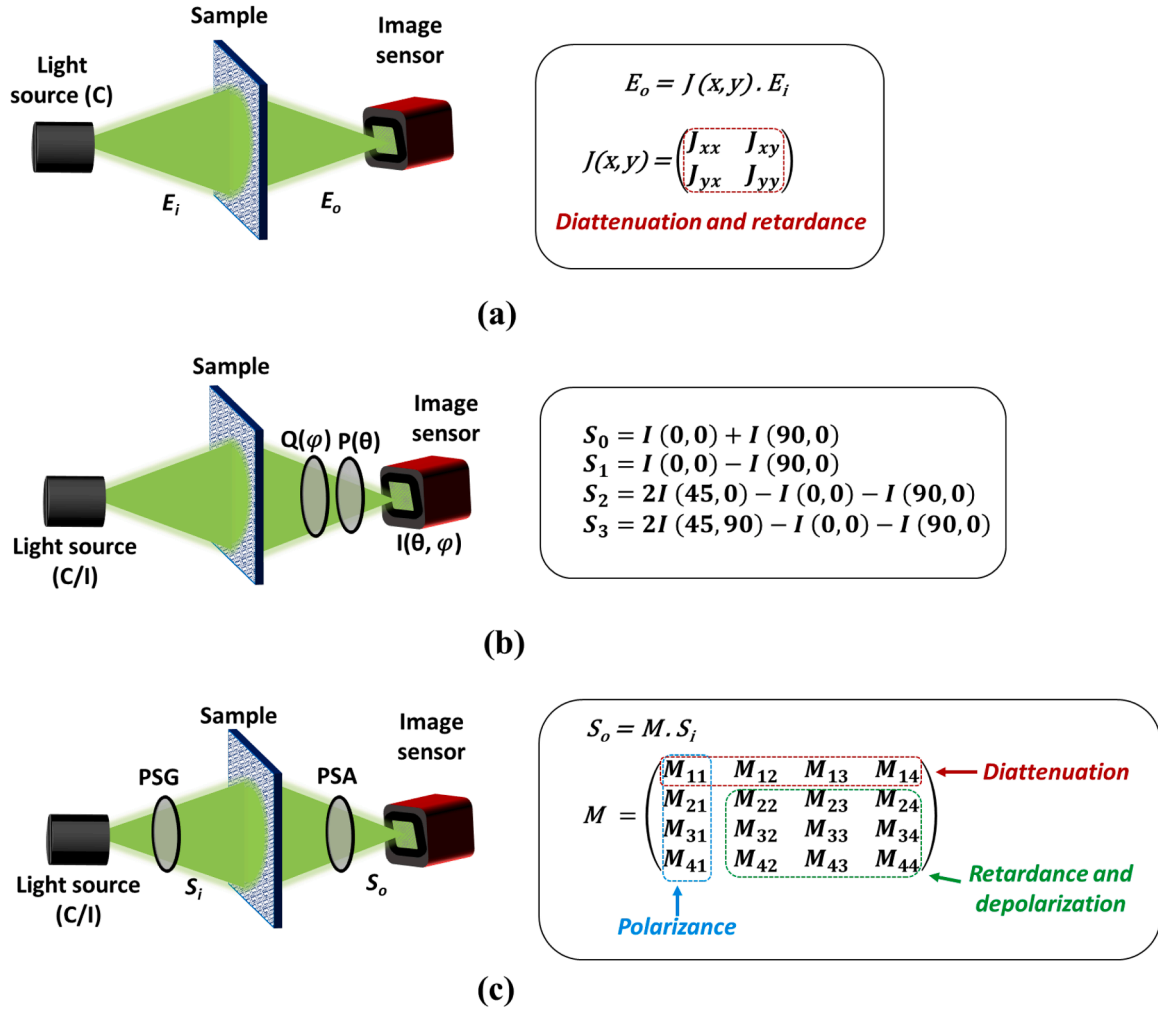 Sample
Image
sensor
Light
source (C)
E_i
E_o
E_o = J(x,y). E_i
J(x,y) = (J_xx J_xy
J_yx J_yy)
Diattenuation and retardance
(a)
Sample
Image
sensor
Q(φ) P(θ)
Light source
(C/I)
I(θ, φ)
S_0 = I (0,0) + I (90,0)
S_1 = I (0,0) − I (90,0)
S_2 = 2I (45,0) − I (0,0) − I (90,0)
S_3 = 2I (45,90) − I (0,0) − I (90,0)
(b)
Sample
Image
sensor
PSG
PSA
Light source
(C/I)
S_i
S_o
S_o = M. S_i
M = (M_11 M_12 M_13 M_14
M_21 M_22 M_23 M_24
M_31 M_32 M_33 M_34
M_41 M_42 M_43 M_44)
Diattenuation
Retardance and
depolarization
Polarizance
(c)